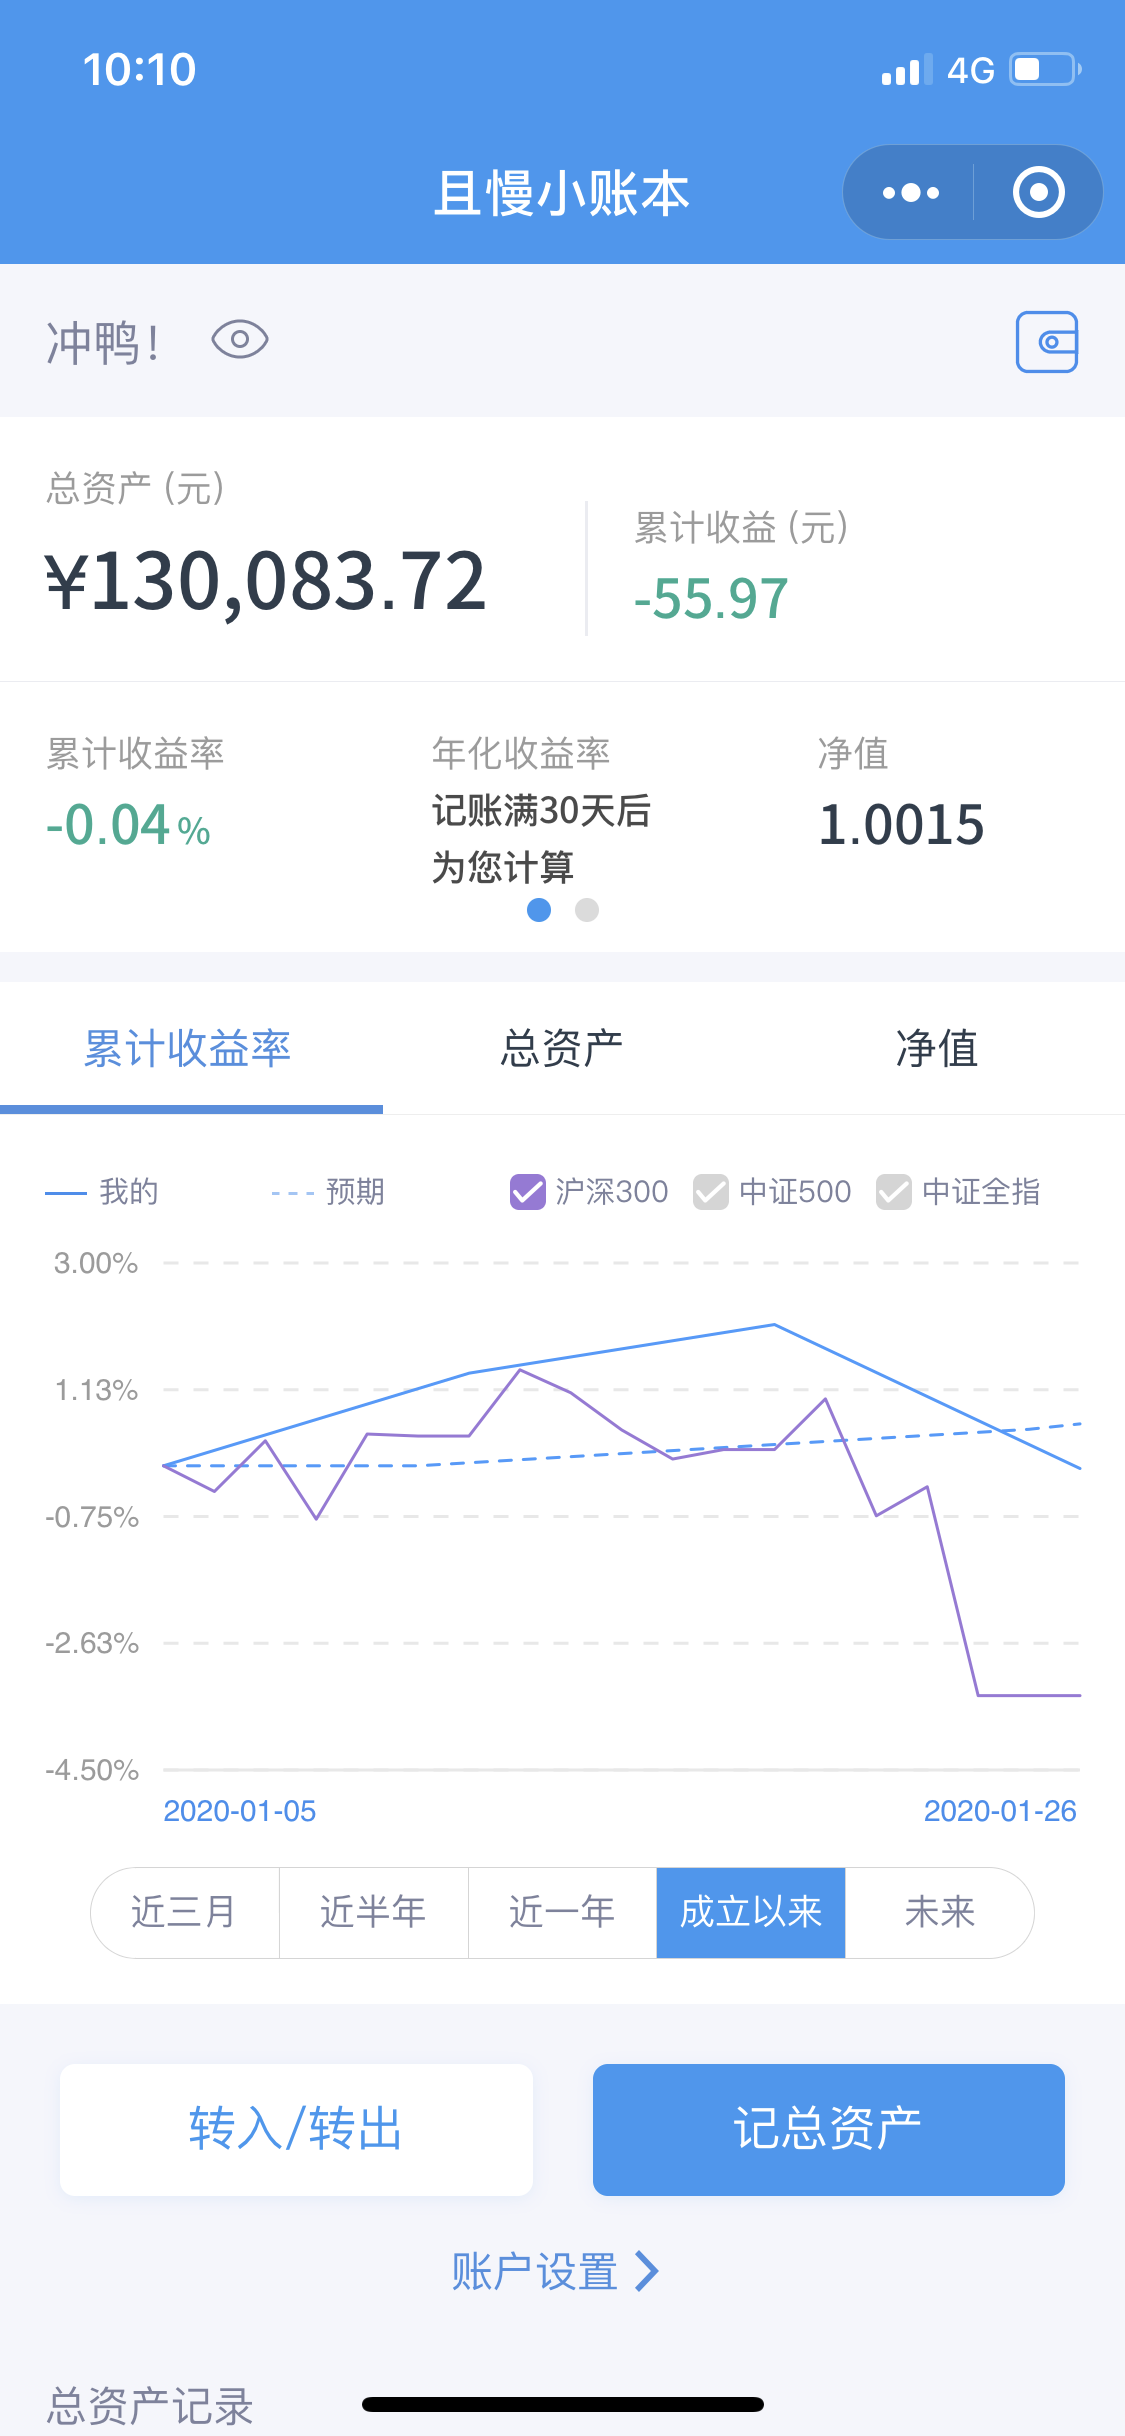 10:10
4G
且慢小账本
冲鸭！
总资产 (元)
¥130,083.72
累计收益 (元)
-55.97
累计收益率
-0.04 %
年化收益率
记账满30天后
为您计算
净值
1.0015
累计收益率 总资产 净值
我的 预期 沪深300 中证500 中证全指
3.00%
1.13%
-0.75%
-2.63%
-4.50%
2020-01-05 2020-01-26
近三月 近半年 近一年 成立以来 未来
转入/转出 记总资产
账户设置
总资产记录